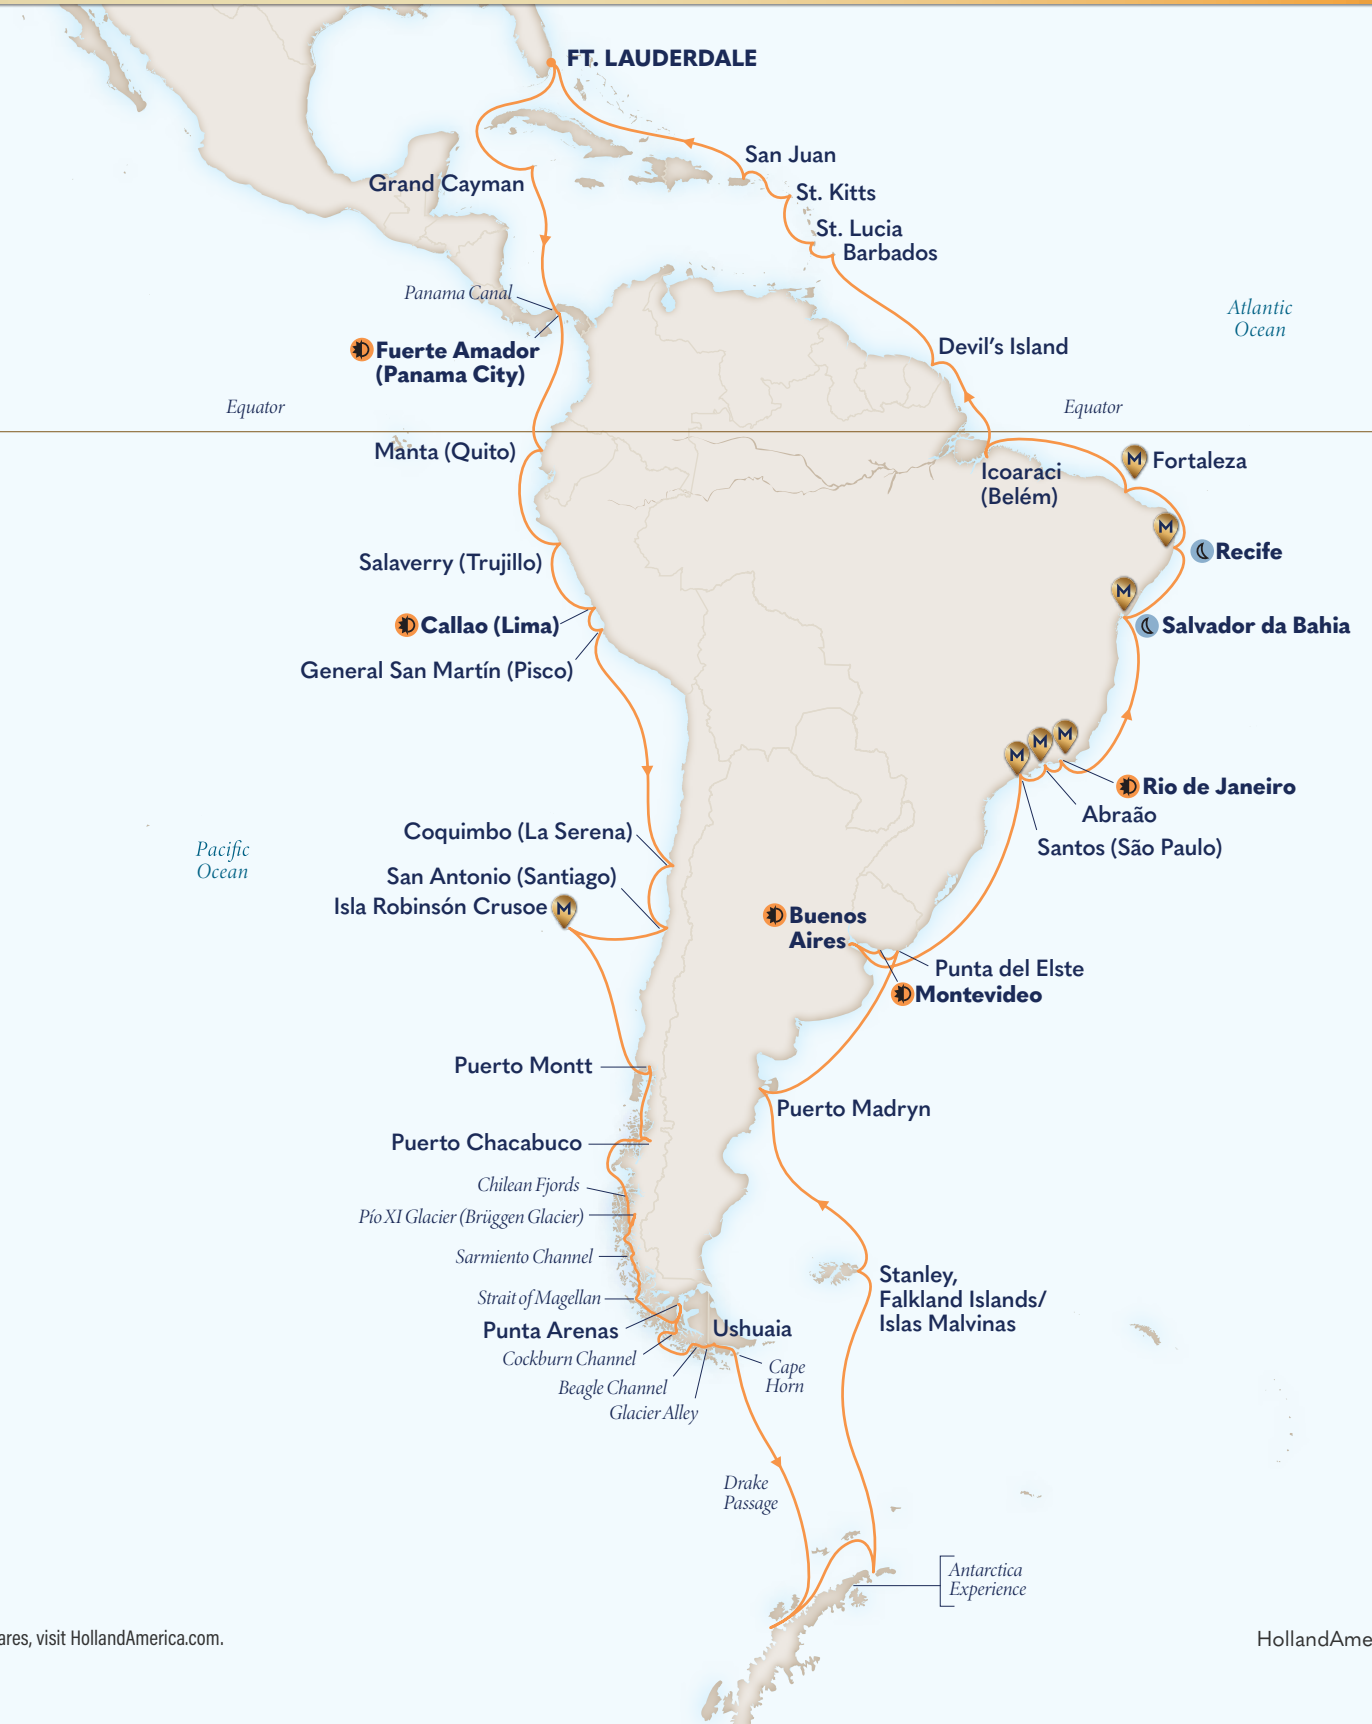 FT. LAUDERDALE
San Juan
Grand Cayman
St. Kitts
St. Lucia
Barbados
Panama Canal
Atlantic
Ocean
Fuerte Amador
(Panama City)
Devil's Island
Equator
Equator
Manta (Quito)
Icoaraci
(Belém)
M
Fortaleza
M
Recife
Salaverry (Trujillo)
M
Callao (Lima)
Salvador da Bahia
General San Martín (Pisco)
M
M
M
Rio de Janeiro
Abraão
Santos (São Paulo)
Coquimbo (La Serena)
Pacific
Ocean
San Antonio (Santiago)
Isla Robinsón Crusoe
M
Buenos
Aires
Punta del Elste
Montevideo
Puerto Montt
Puerto Madryn
Puerto Chacabuco
Chilean Fjords
Pío XI Glacier (Brüggen Glacier)
Sarmiento Channel
Stanley,
Falkland Islands/
Islas Malvinas
Strait of Magellan
Punta Arenas
Ushuaia
Cockburn Channel
Cape
Horn
Beagle Channel
Glacier Alley
Drake
Passage
Antarctica
Experience
ares, visit HollandAmerica.com.
HollandAme